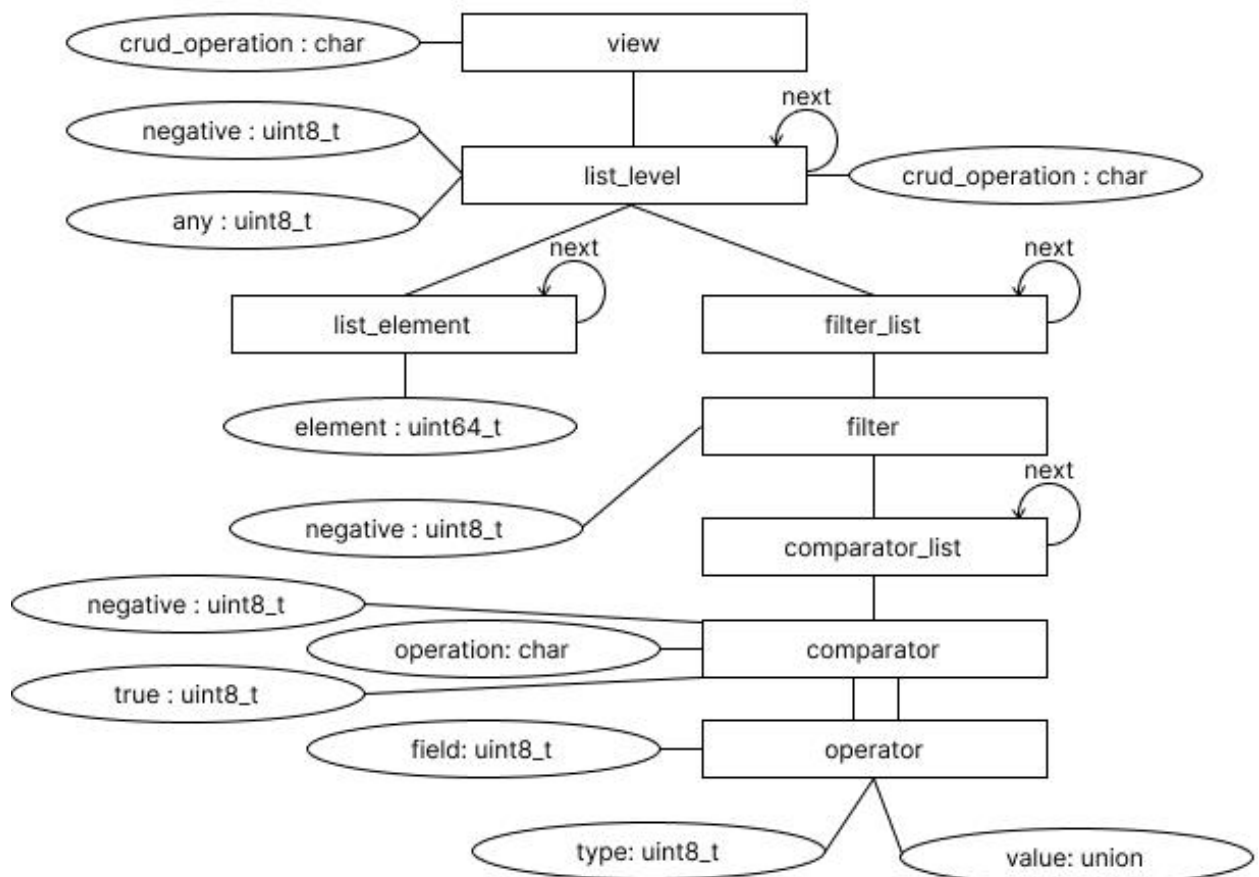 crud_operation : char
view
negative : uint8_t
next
list_level
crud_operation : char
any : uint8_t
next
next
list_element
filter_list
element : uint64_t
filter
next
negative : uint8_t
comparator_list
negative : uint8_t
operation: char
comparator
true : uint8_t
field: uint8_t
operator
type: uint8_t
value: union